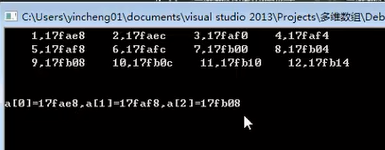 C:\Users\yincheng01\documents\visual studio 2013\Projects\多维数组\Deb
1,17fae8 2,17faec 3,17faf0 4,17faf4
5,17faf8 6,17fafc 7,17fb00 8,17fb04
9,17fb08 10,17fb0c 11,17fb10 12,17fb14
a[0]=17fae8,a[1]=17faf8,a[2]=17fb08